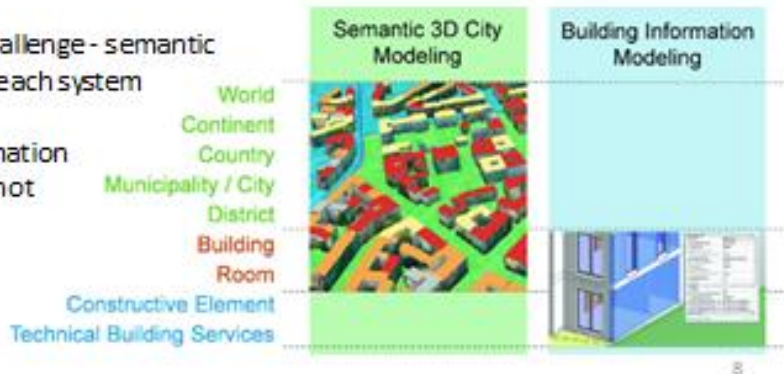 allenge - semantic
each system
mation
not
Semantic 3D City
Modeling
Building Information
Modeling
World
Continent
Country
Municipality / City
District
Building
Room
Constructive Element
Technical Building Services
8